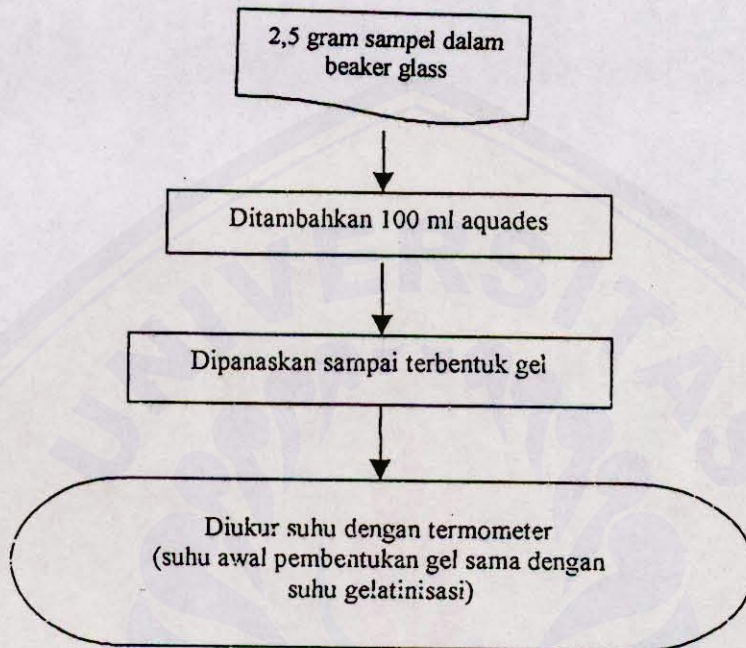 2,5 gram sampel dalam
beaker glass
Ditambahkan 100 ml aquades
Dipanaskan sampai terbentuk gel
Diukur suhu dengan termometer
(suhu awal pembentukan gel sama dengan
suhu gelatinisasi)
UNIVERSITAS